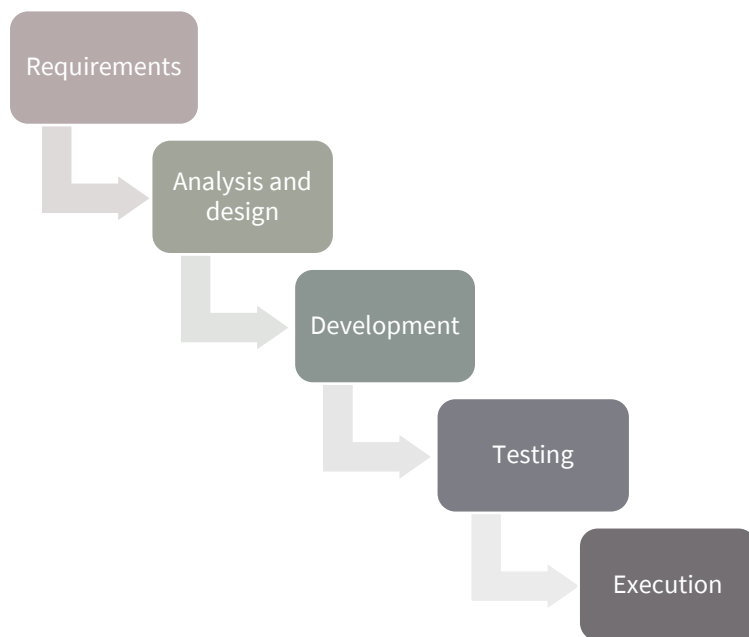 Requirements
Analysis and
design
Development
Testing
Execution